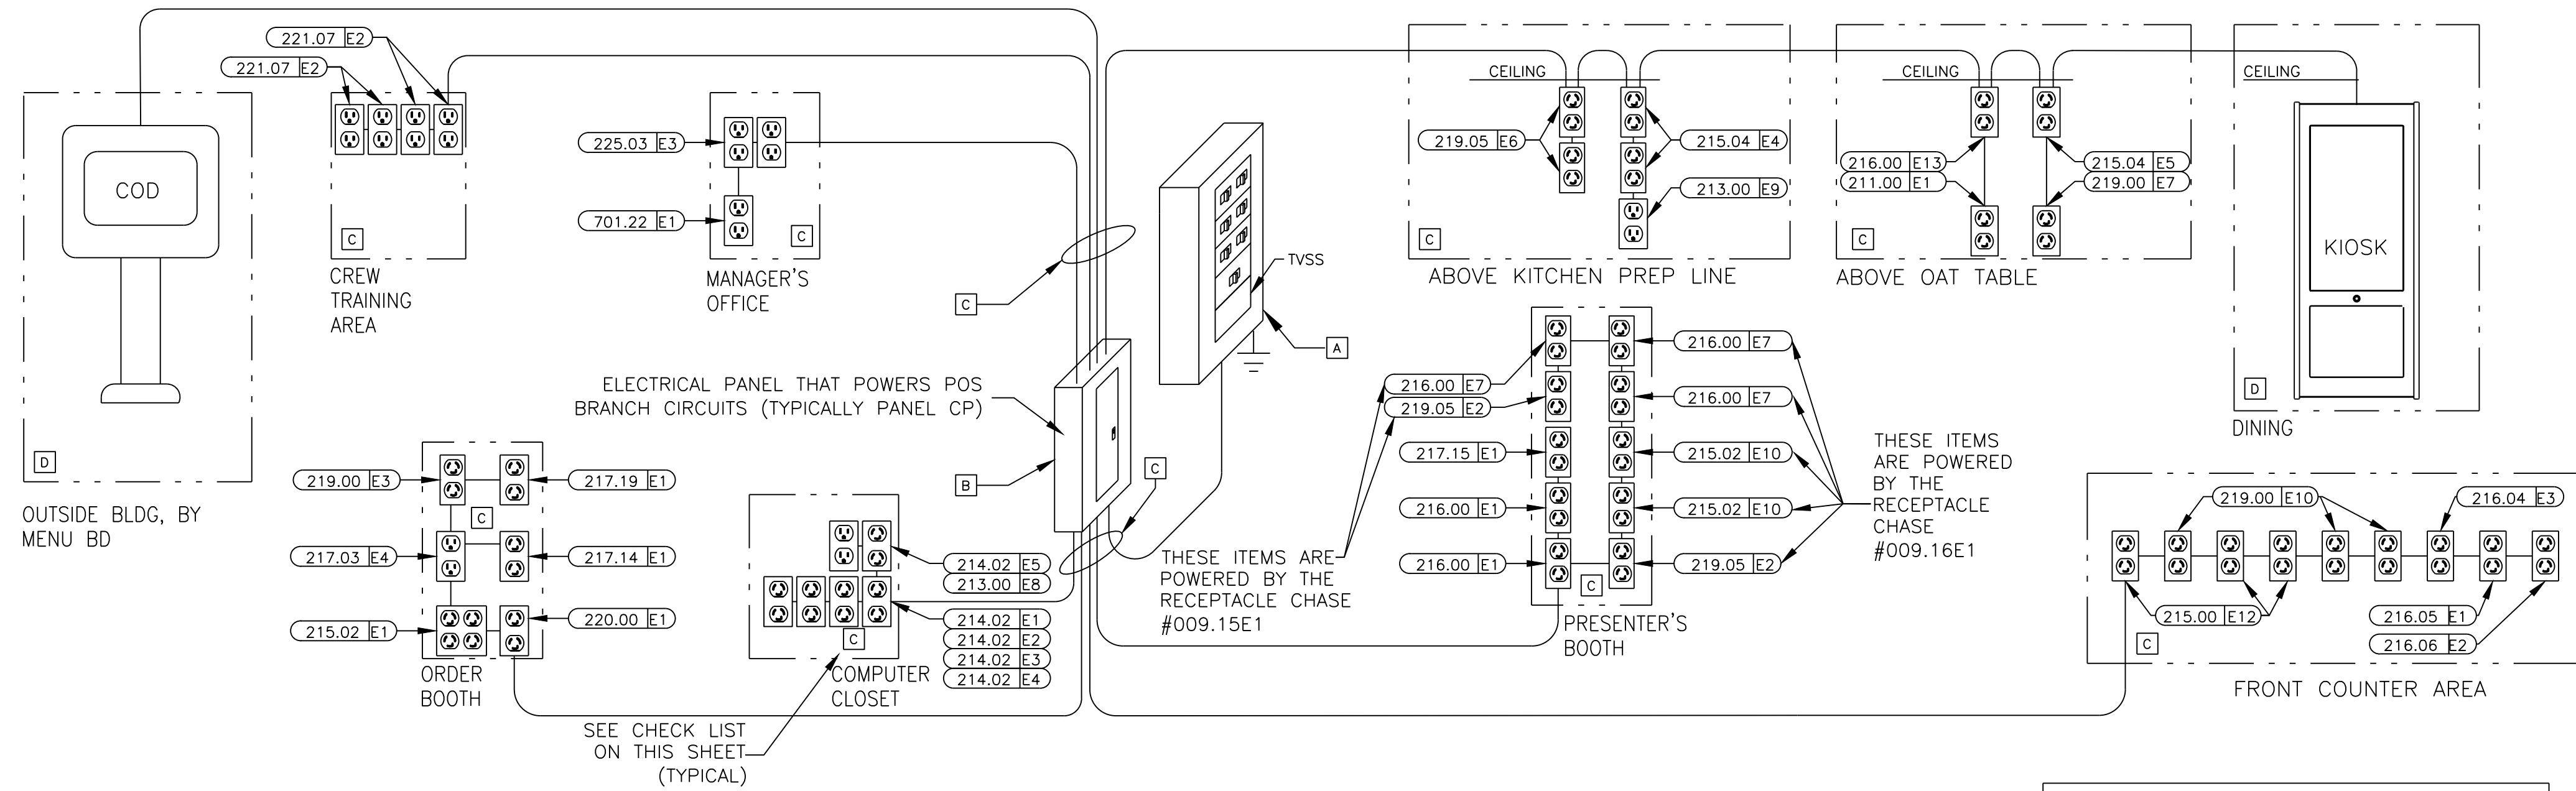 221.07 E2
221.07 E2
COD
D
OUTSIDE BLDG, BY
MENU BD
C
CREW
TRAINING
AREA
225.03 E3
701.22 E1
C
MANAGER'S
OFFICE
C
TVSS
A
ELECTRICAL PANEL THAT POWERS POS
BRANCH CIRCUITS (TYPICALLY PANEL CP)
B
C
CEILING
219.05 E6
215.04 E4
213.00 E9
C
ABOVE KITCHEN PREP LINE
CEILING
216.00 E13
211.00 E1
215.04 E5
219.00 E7
C
ABOVE OAT TABLE
CEILING
KIOSK
D
DINING
219.00 E3
217.19 E1
C
217.03 E4
217.14 E1
215.02 E1
220.00 E1
ORDER
BOOTH
214.02 E5
213.00 E8
214.02 E1
214.02 E2
214.02 E3
214.02 E4
C
COMPUTER
CLOSET
SEE CHECK LIST
ON THIS SHEET
(TYPICAL)
216.00 E7
219.05 E2
217.15 E1
216.00 E1
216.00 E1
THESE ITEMS ARE
POWERED BY THE
RECEPTACLE CHASE
#009.15E1
216.00 E7
216.00 E7
215.02 E10
215.02 E10
219.05 E2
C
PRESENTER'S
BOOTH
THESE ITEMS
ARE POWERED
BY THE
RECEPTACLE
CHASE
#009.16E1
219.00 E10
216.04 E3
215.00 E12
216.05 E1
216.06 E2
C
FRONT COUNTER AREA